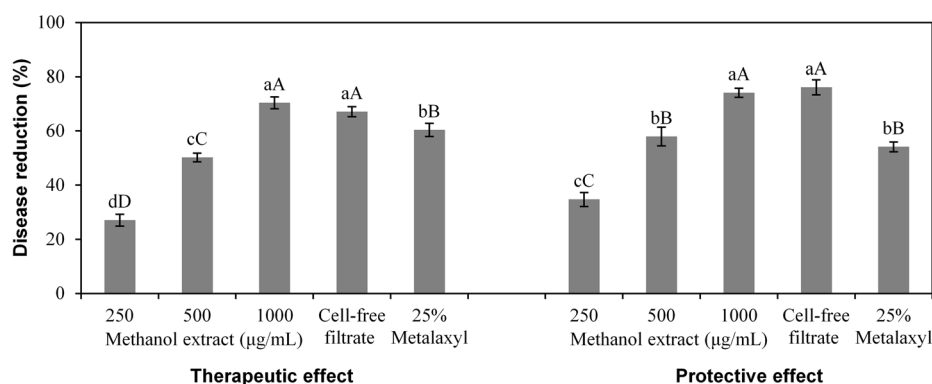 100
80
60
40
20
0
Disease reduction (%)
dD
cC
aA
aA
bB
cC
bB
aA
aA
bB
250 500 1000 Cell-free 25%
Methanol extract (μg/mL) filtrate Metalaxyl
Therapeutic effect
250 500 1000 Cell-free 25%
Methanol extract (μg/mL) filtrate Metalaxyl
Protective effect